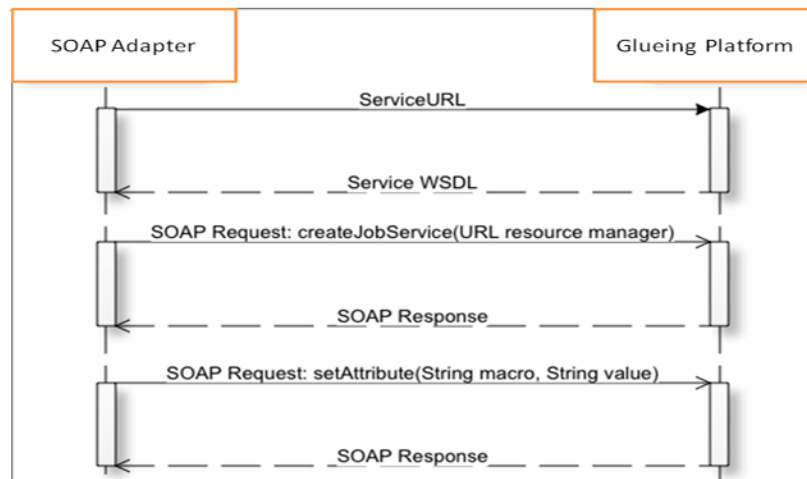 SOAP Adapter
Glueing Platform
ServiceURL
Service WSDL
SOAP Request: createJobService(URL resource manager)
SOAP Response
SOAP Request: setAttribute(String macro, String value)
SOAP Response